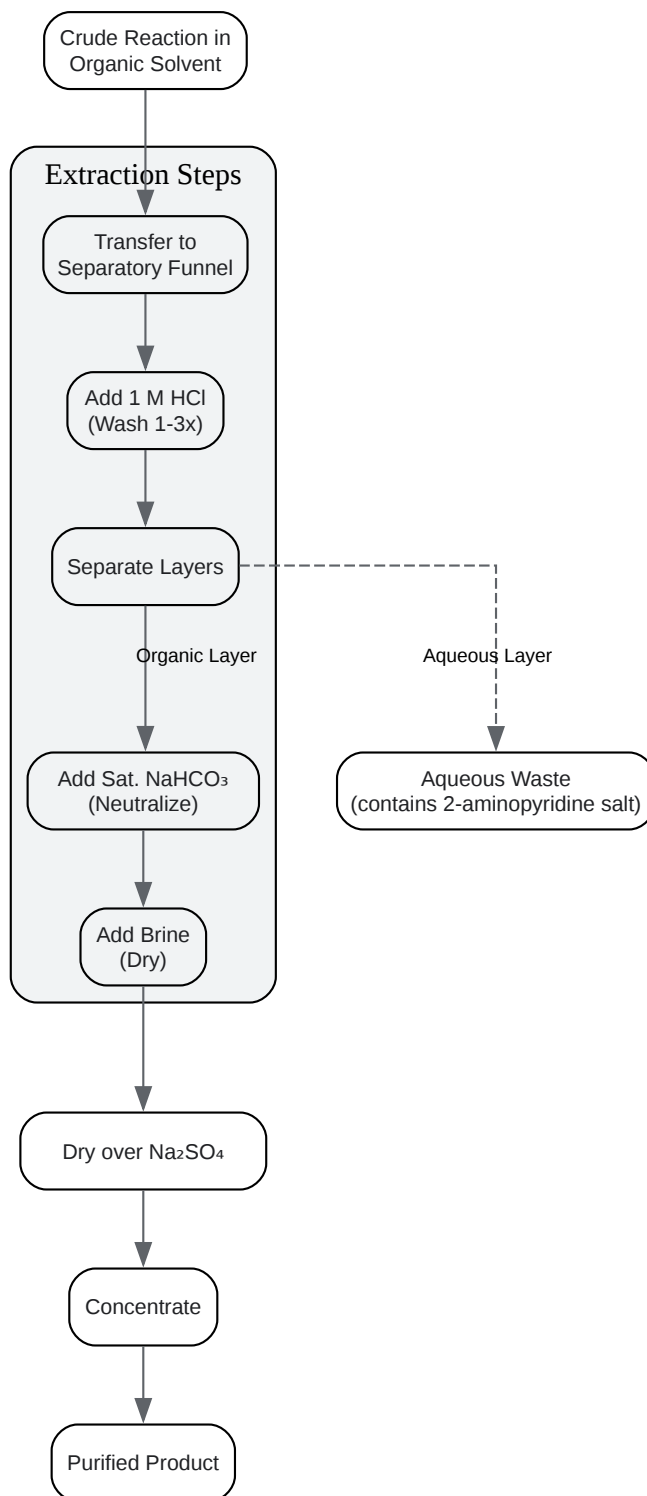 Crude Reaction in
Organic Solvent
Extraction Steps
Transfer to
Separatory Funnel
Add 1 M HCl
(Wash 1-3x)
Separate Layers
Organic Layer
Aqueous Layer
Add Sat. NaHCO₃
(Neutralize)
Aqueous Waste
(contains 2-aminopyridine salt)
Add Brine
(Dry)
Dry over Na₂SO₄
Concentrate
Purified Product